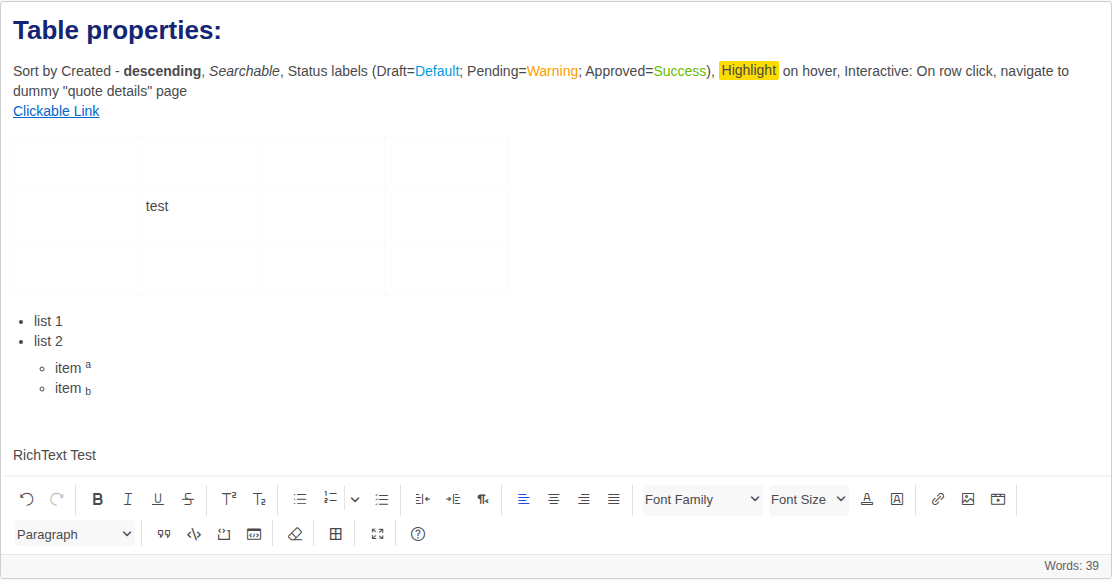 Table properties:
Sort by Created - descending, Searchable, Status labels (Draft=Default; Pending=Warning; Approved=Success), Highlight on hover, Interactive: On row click, navigate to
dummy "quote details" page
Clickable Link
test
list 1
list 2
item a
item b
RichText Test
Font Family
Font Size
Paragraph
Words: 39